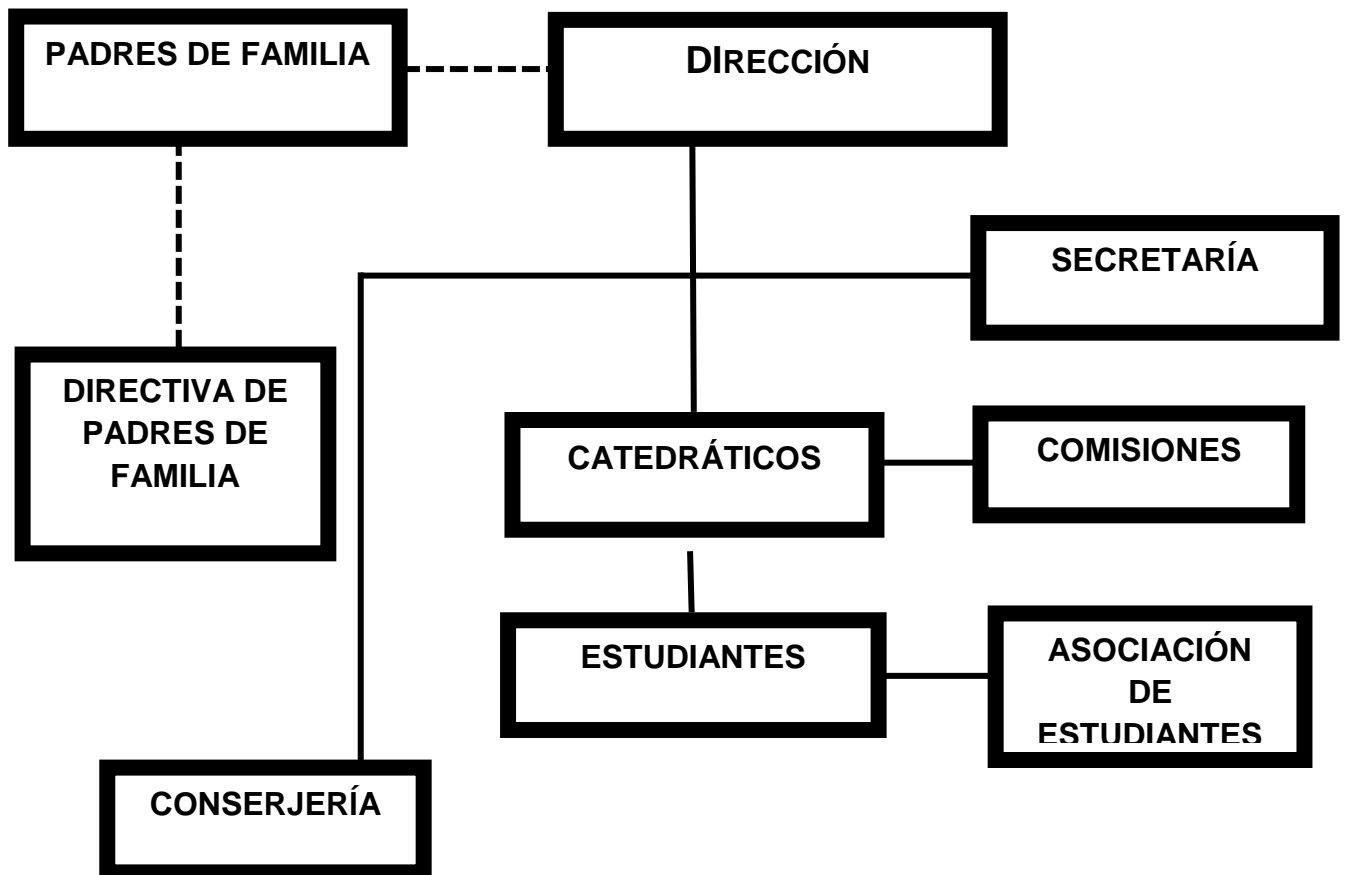 PADRES DE FAMILIA
DIRECCIÓN
SECRETARÍA
DIRECTIVA DE
PADRES DE
FAMILIA
CATEDRÁTICOS
COMISIONES
ESTUDIANTES
ASOCIACIÓN
DE
ESTUDIANTES
CONSERJERÍA